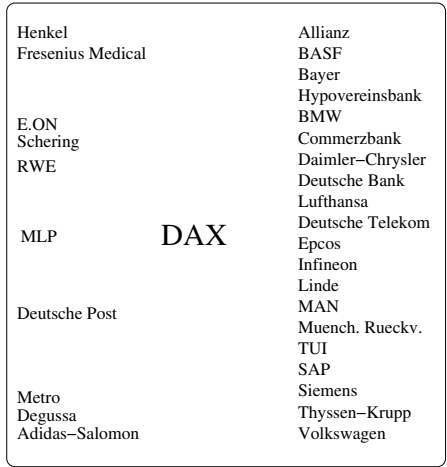 Henkel
Fresenius Medical
E.ON
Schering
RWE
MLP
Deutsche Post
Metro
Degussa
Adidas−Salomon
DAX
Allianz
BASF
Bayer
Hypovereinsbank
BMW
Commerzbank
Daimler−Chrysler
Deutsche Bank
Lufthansa
Deutsche Telekom
Epcos
Infineon
Linde
MAN
Muench. Rueckv.
TUI
SAP
Siemens
Thyssen−Krupp
Volkswagen